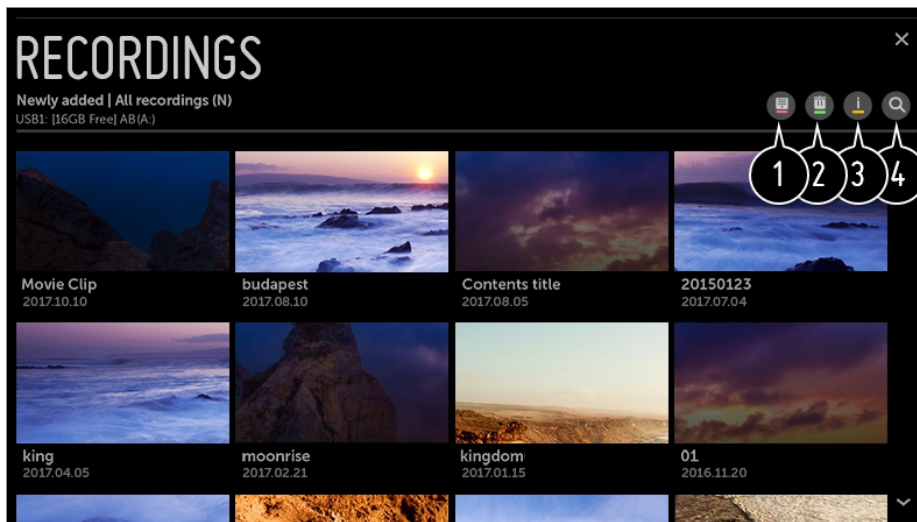 RECORDINGS
Newly added | All recordings (N)
USB1: [16GB Free] AB(A:)
1 2 3 4
Movie Clip budapest Contents title 20150123
2017.10.10 2017.08.10 2017.08.05 2017.07.04
king moonrise kingdom 01
2017.04.05 2017.02.21 2017.01.15 2016.11.20